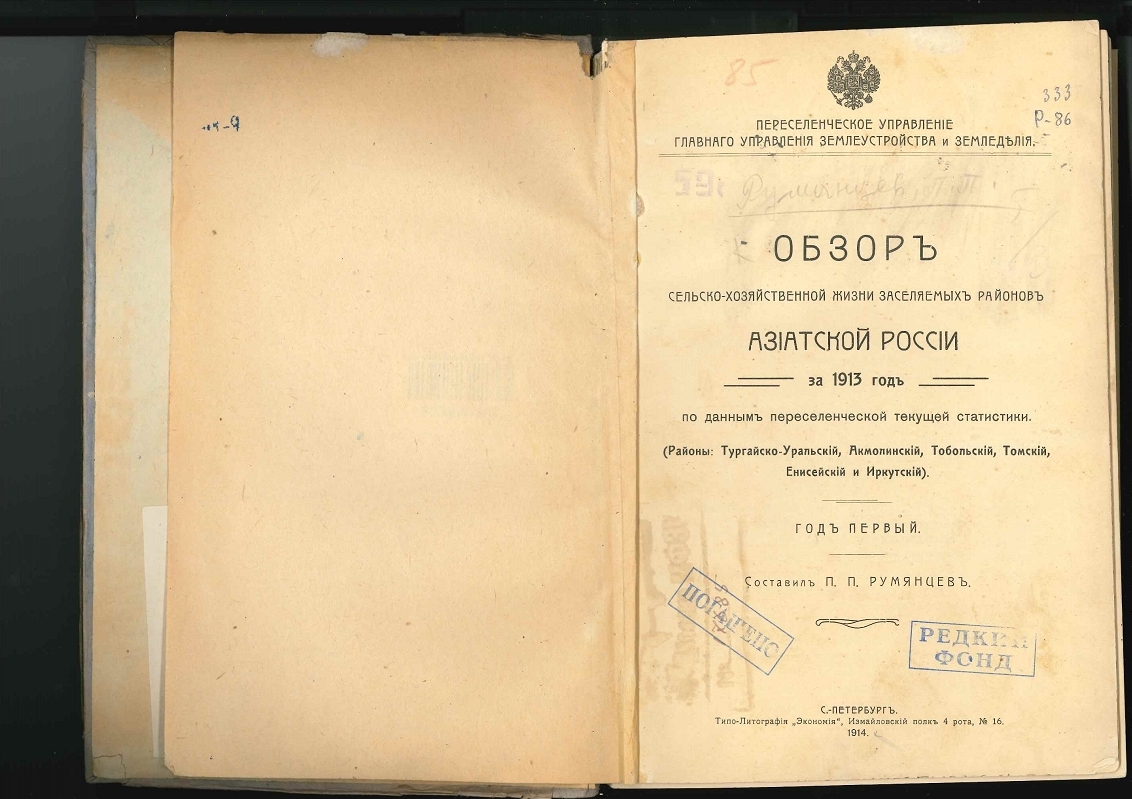 85
333
Р-86
ПЕРЕСЕЛЕНЧЕСКОЕ УПРАВЛЕНІЕ
ГЛАВНАГО УПРАВЛЕНІЯ ЗЕМЛЕУСТРОЙСТВА и ЗЕМЛЕДѢЛІЯ.
Румянцев, П.П.
ОБЗОРЪ
СЕЛЬСКО-ХОЗЯЙСТВЕННОЙ ЖИЗНИ ЗАСЕЛЯЕМЫХЪ РАЙОНОВЪ
АЗІАТСКОЙ РОССІИ
за 1913 годъ
по даннымъ переселенческой текущей статистики.
(Районы: Тургайско-Уральскій, Акмолинскій, Тобольскій, Томскій,
Енисейскій и Иркутскій).
ГОДЪ ПЕРВЫЙ.
Составилъ П. П. РУМЯНЦЕВЪ.
ПОГАШЕНО
РЕДКИЙ
ФОНД
С.-ПЕТЕРБУРГЪ.
Типо-Литографія „Экономія“, Измайловскій полкъ 4 рота, № 16.
1914.